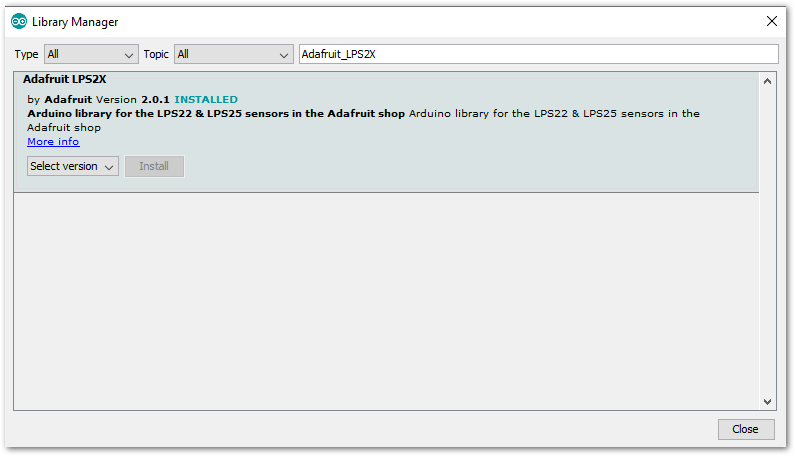 Library Manager
Type All Topic All Adafruit_LPS2X
Adafruit LPS2X
by Adafruit Version 2.0.1 INSTALLED
Arduino library for the LPS22 & LPS25 sensors in the Adafruit shop Arduino library for the LPS22 & LPS25 sensors in the
Adafruit shop
More info
Select version Install
Close